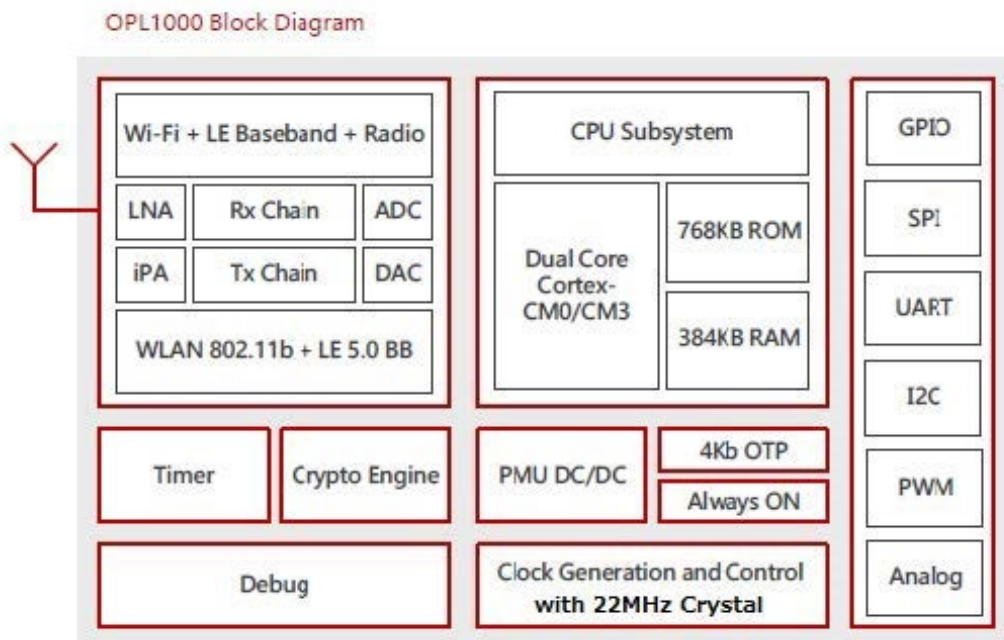 OPL1000 Block Diagram
Wi-Fi + LE Baseband + Radio
LNA
Rx Chain
ADC
iPA
Tx Chain
DAC
WLAN 802.11b + LE 5.0 BB
CPU Subsystem
Dual Core
Cortex-
CM0/CM3
768KB ROM
384KB RAM
GPIO
SPI
UART
I2C
PWM
Analog
Timer
Crypto Engine
PMU DC/DC
4Kb OTP
Always ON
Debug
Clock Generation and Control
with 22MHz Crystal